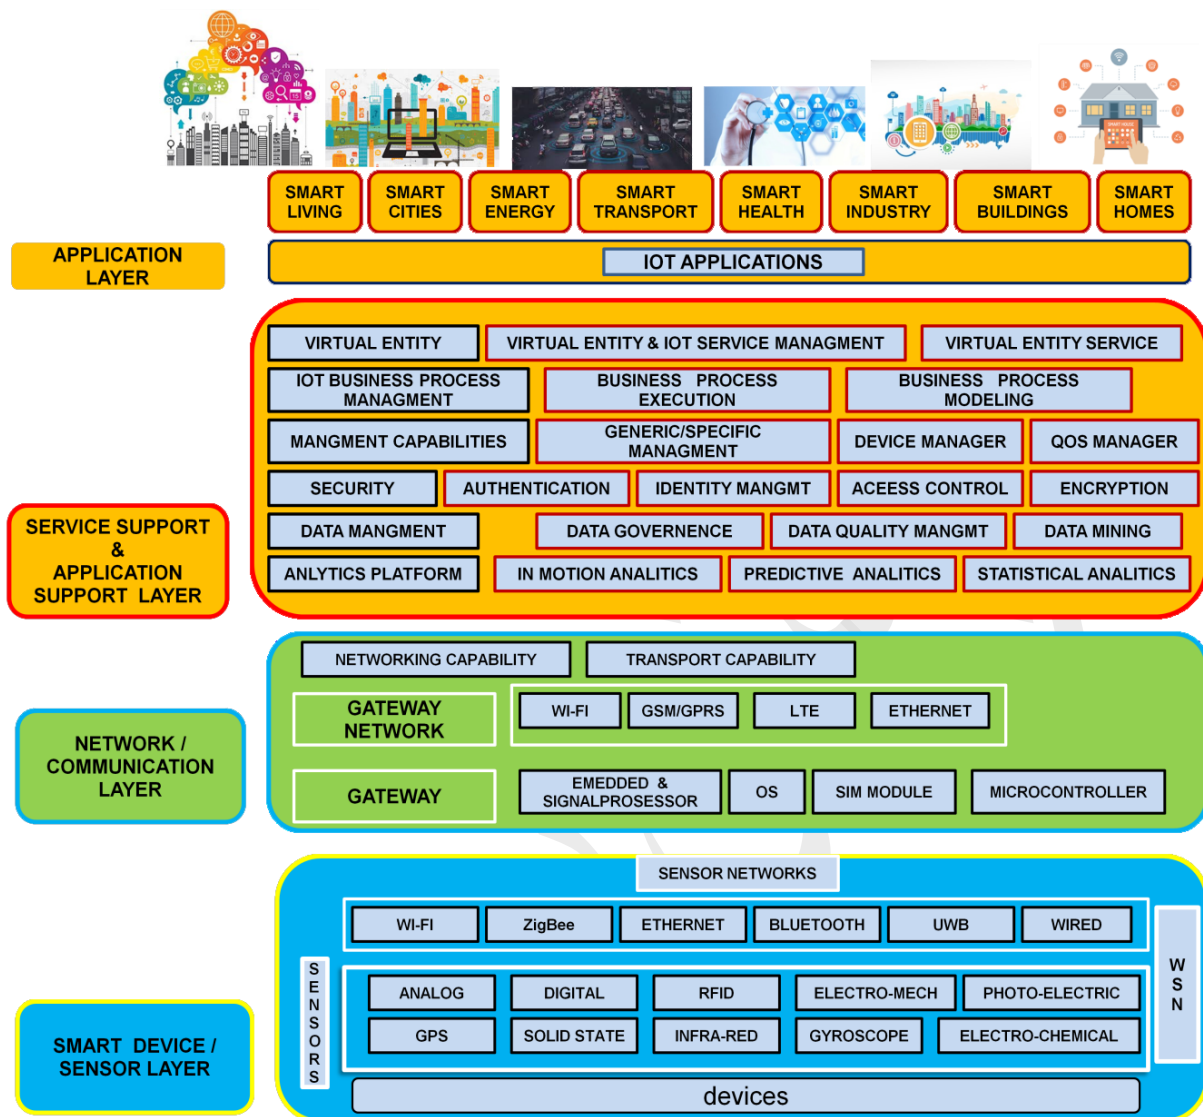 SMART
LIVING
SMART
CITIES
SMART
ENERGY
SMART
TRANSPORT
SMART
HEALTH
SMART
INDUSTRY
SMART
BUILDINGS
SMART
HOMES
APPLICATION
LAYER
IOT APPLICATIONS
VIRTUAL ENTITY
VIRTUAL ENTITY & IOT SERVICE MANAGMENT
VIRTUAL ENTITY SERVICE
IOT BUSINESS PROCESS
MANAGMENT
BUSINESS PROCESS
EXECUTION
BUSINESS PROCESS
MODELING
MANGMENT CAPABILITIES
GENERIC/SPECIFIC
MANAGMENT
DEVICE MANAGER
QOS MANAGER
SECURITY
AUTHENTICATION
IDENTITY MANGMT
ACEESS CONTROL
ENCRYPTION
SERVICE SUPPORT
&
APPLICATION
SUPPORT LAYER
DATA MANGMENT
DATA GOVERNENCE
DATA QUALITY MANGMT
DATA MINING
ANLYTICS PLATFORM
IN MOTION ANALITICS
PREDICTIVE ANALITICS
STATISTICAL ANALITICS
NETWORKING CAPABILITY
TRANSPORT CAPABILITY
NETWORK /
COMMUNICATION
LAYER
GATEWAY
NETWORK
WI-FI
GSM/GPRS
LTE
ETHERNET
GATEWAY
EMEDDED &
SIGNALPROSESSOR
OS
SIM MODULE
MICROCONTROLLER
SENSOR NETWORKS
WI-FI
ZigBee
ETHERNET
BLUETOOTH
UWB
WIRED
SENSORS
WSN
ANALOG
DIGITAL
RFID
ELECTRO-MECH
PHOTO-ELECTRIC
GPS
SOLID STATE
INFRA-RED
GYROSCOPE
ELECTRO-CHEMICAL
SMART DEVICE /
SENSOR LAYER
devices